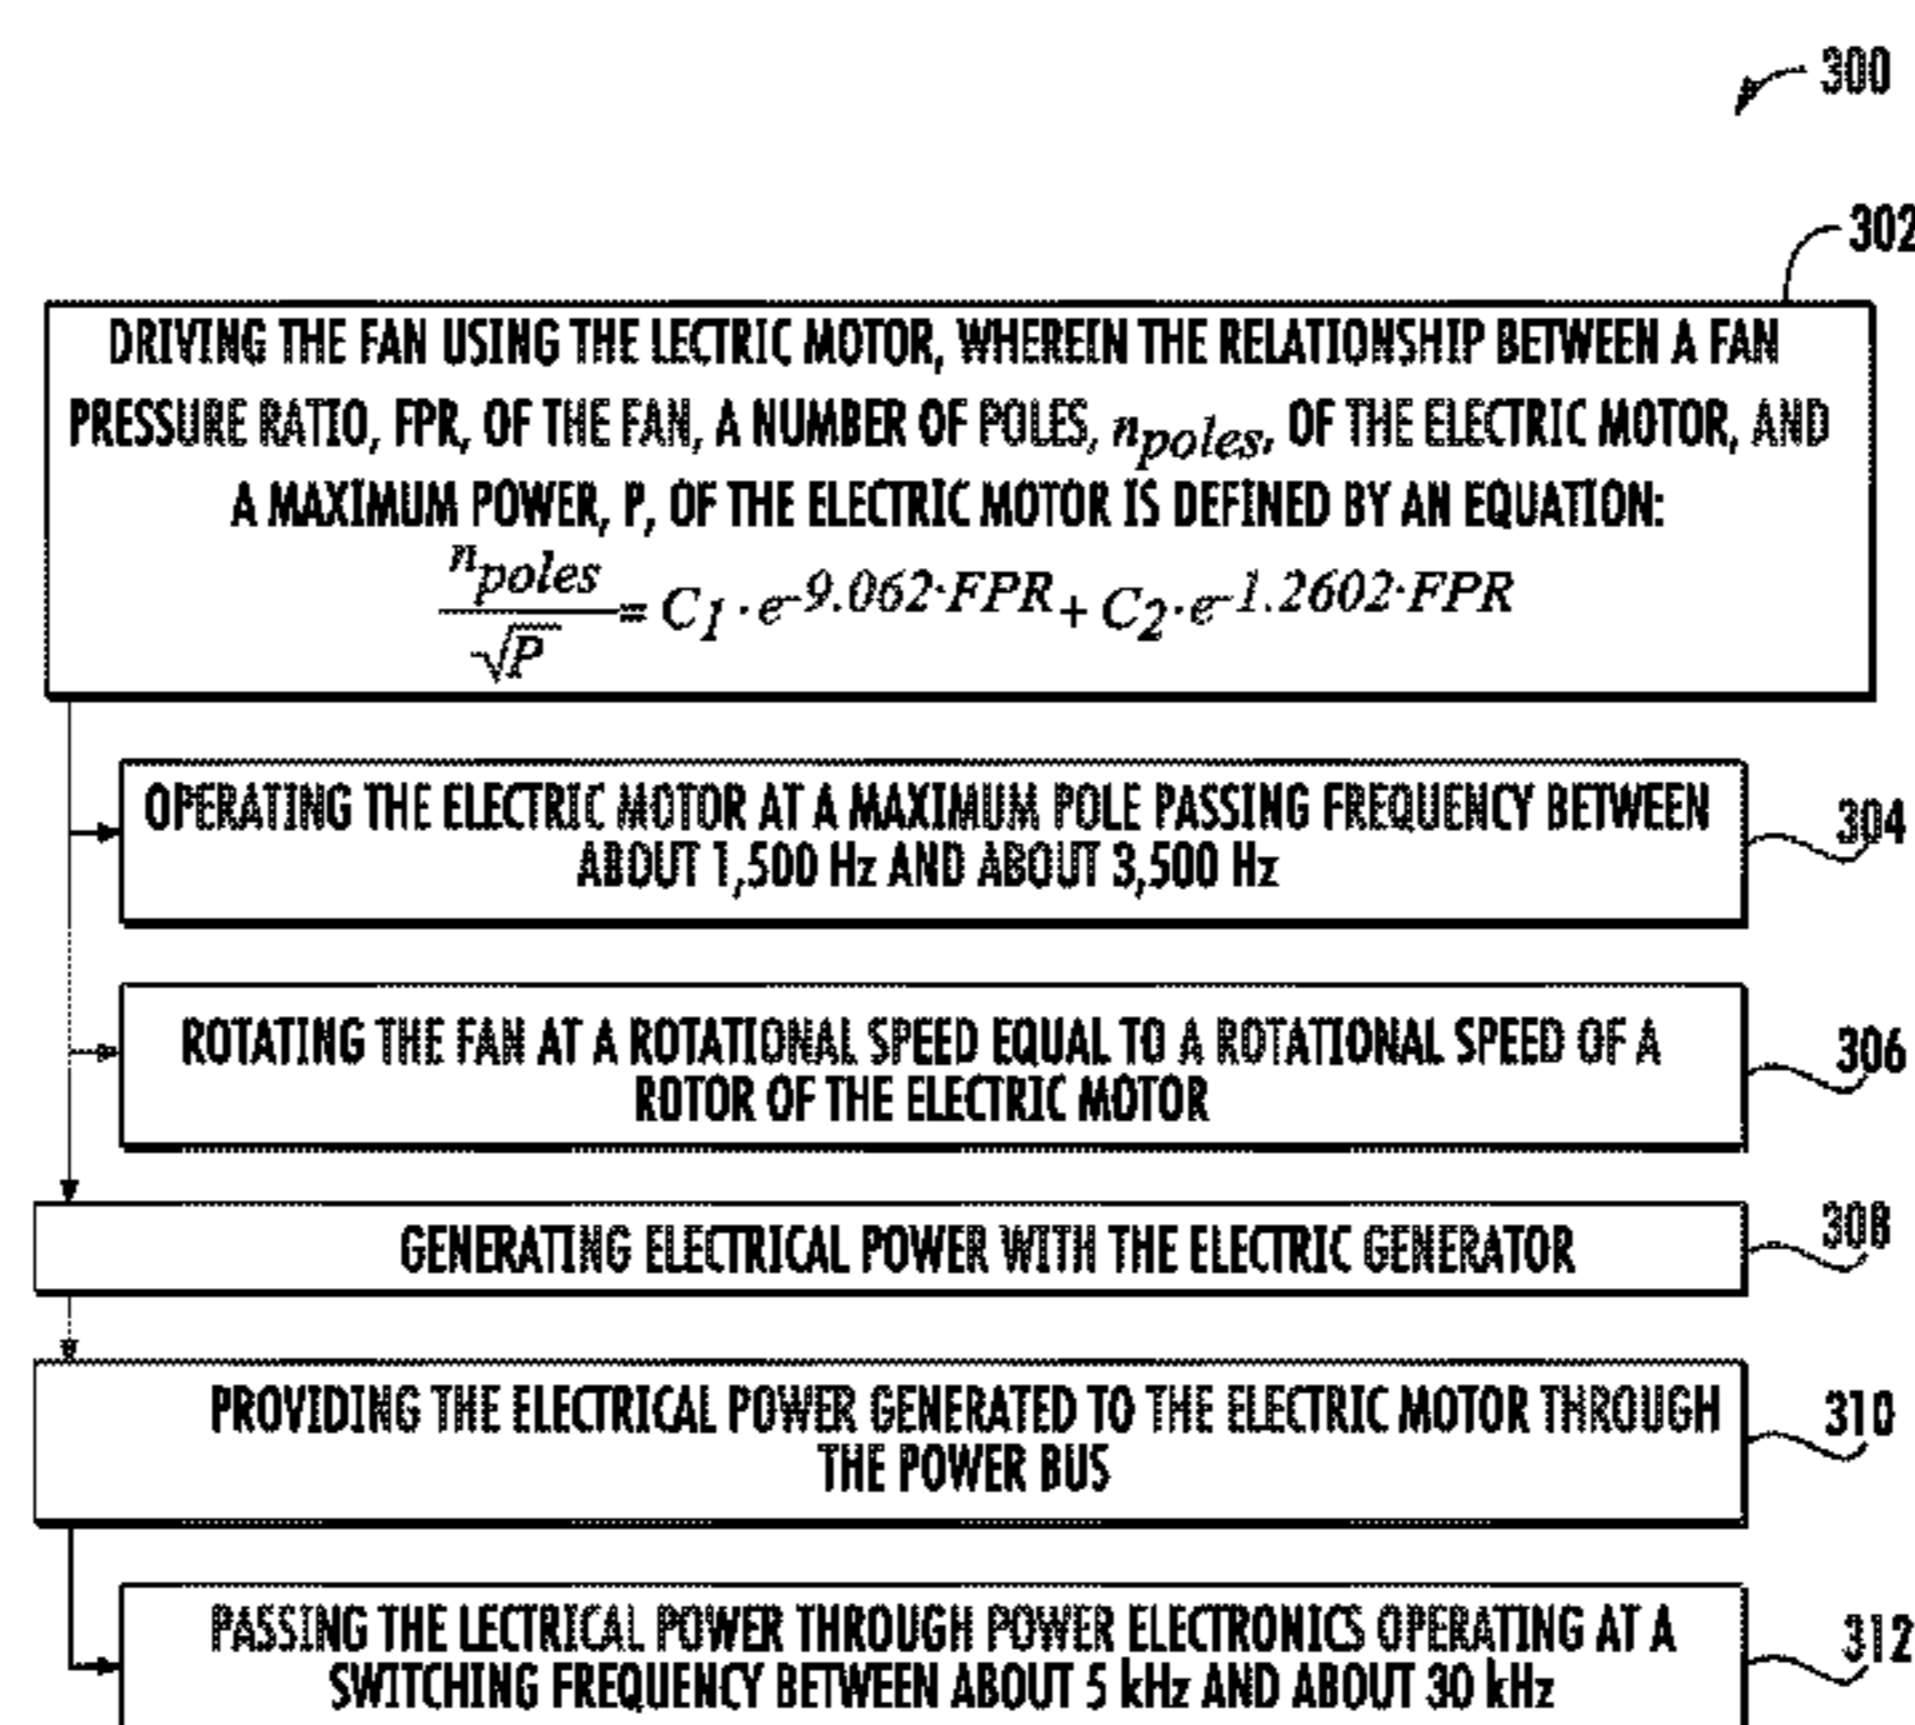 300
302
DRIVING THE FAN USING THE LECTRIC MOTOR, WHEREIN THE RELATIONSHIP BETWEEN A FAN
PRESSURE RATIO, FPR, OF THE FAN, A NUMBER OF POLES, n_poles, OF THE ELECTRIC MOTOR, AND
A MAXIMUM POWER, P, OF THE ELECTRIC MOTOR IS DEFINED BY AN EQUATION:
n_poles / √P = C_1 · e^-9.062·FPR + C_2 · e^-1.2602·FPR
OPERATING THE ELECTRIC MOTOR AT A MAXIMUM POLE PASSING FREQUENCY BETWEEN
ABOUT 1,500 Hz AND ABOUT 3,500 Hz
304
ROTATING THE FAN AT A ROTATIONAL SPEED EQUAL TO A ROTATIONAL SPEED OF A
ROTOR OF THE ELECTRIC MOTOR
306
GENERATING ELECTRICAL POWER WITH THE ELECTRIC GENERATOR
308
PROVIDING THE ELECTRICAL POWER GENERATED TO THE ELECTRIC MOTOR THROUGH
THE POWER BUS
310
PASSING THE LECTRICAL POWER THROUGH POWER ELECTRONICS OPERATING AT A
SWITCHING FREQUENCY BETWEEN ABOUT 5 kHz AND ABOUT 30 kHz
312